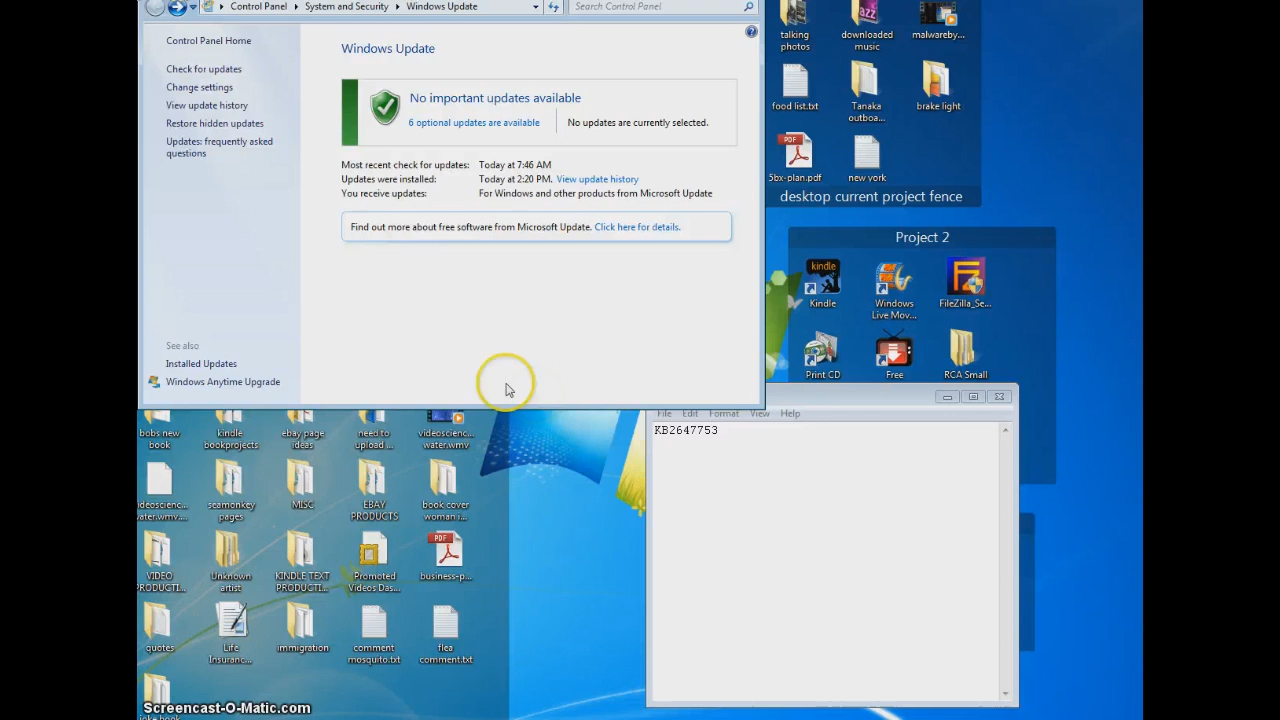 Control Panel
System and Security
Windows Update
Search Control Panel
Control Panel Home
Check for updates
Change settings
View update history
Restore hidden updates
Updates: frequently asked
questions
See also
Installed Updates
Windows Anytime Upgrade
Windows Update
No important updates available
6 optional updates are available
No updates are currently selected.
Most recent check for updates: Today at 7:46 AM
Updates were installed: Today at 2:20 PM. View update history
You receive updates: For Windows and other products from Microsoft Update
Find out more about free software from Microsoft Update. Click here for details.
talking
photos
downloaded
music
malwareby...
food list.txt
Tanaka
outboa...
brake light
PDF
5bx-plan.pdf
new york
desktop current project fence
Project 2
kindle
Kindle
Windows
Live Mov...
FileZilla_Se...
Print CD
Free
RCA Small
File Edit Format View Help
KB2647753
bobs new
book
kindle
bookprojects
ebay page
ideas
need to
upload ...
videoscienc...
water.wmv
videoscienc...
water.wmv...
seamonkey
pages
MISC
EBAY
PRODUCTS
book cover
woman i...
VIDEO
PRODUCTI...
Unknown
artist
KINDLE TEXT
PRODUCTI...
Promoted
Videos Das...
PDF
business-p...
quotes
Life
Insuranc...
immigration
comment
mosquito.txt
flea
comment.txt
joke book
Screencast-O-Matic.com